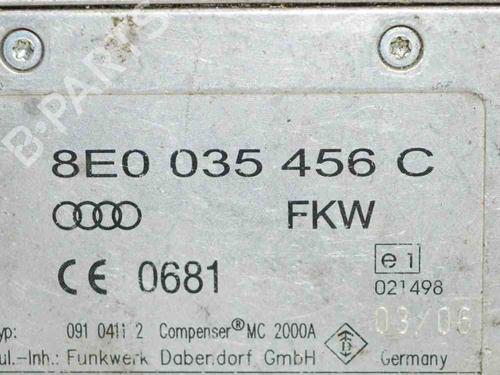 B-PARTS
8E0 035 456 C
FKW
CE 0681
e1
021498
03/06
yp: 091 0411 2 Compenser® MC 2000A
ul.-Inh.: Funkwerk Dabendorf GmbH Germany